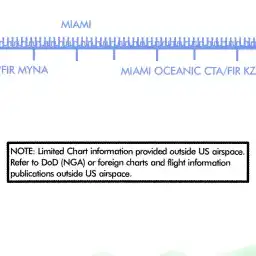 MIAMI
/FIR MYNA
MIAMI OCEANIC CTA/FIR KZ
NOTE: Limited Chart information provided outside US airspace.
Refer to DoD (NGA) or foreign charts and flight information
publications outside US airspace.